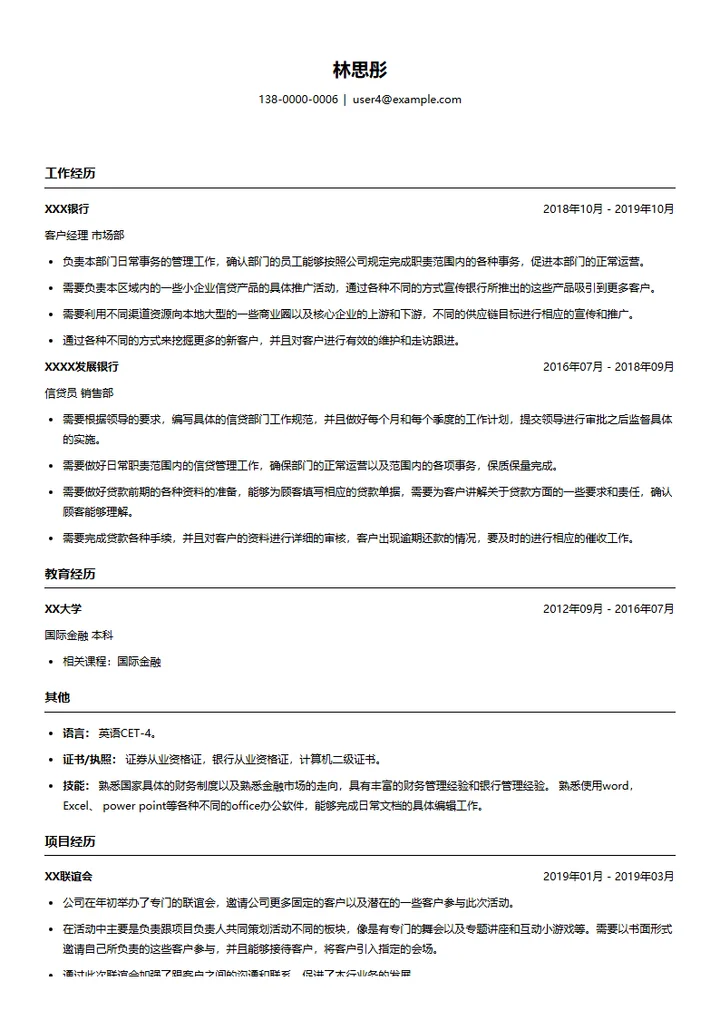 林思彤
138-0000-0006 | user4@example.com
工作经历
XXX银行 2018年10月 - 2019年10月
客户经理 市场部
• 负责本部门日常事务的管理工作，确认部门的员工能够按照公司规定完成职责范围内的各种事务，促进本部门的正常运营。
• 需要负责本区域内的一些小企业信贷产品的具体推广活动，通过各种不同的方式宣传银行所推出的这些产品吸引到更多客户。
• 需要利用不同渠道资源向本地大型的一些商业圈以及核心企业的上游和下游，不同的供应链目标进行相应的宣传和推广。
• 通过各种不同的方式来挖掘更多的新客户，并且对客户进行有效的维护和走访跟进。
XXXX发展银行 2016年07月 - 2018年09月
信贷员 销售部
• 需要根据领导的要求，编写具体的信贷部门工作规范，并且做好每个月和每个季度的工作计划，提交领导进行审批之后监督具体
的实施。
• 需要做好日常职责范围内的信贷管理工作，确保部门的正常运营以及范围内的各项事务，保质保量完成。
• 需要做好贷款前期的各种资料的准备，能够为顾客填写相应的贷款单据，需要为客户讲解关于贷款方面的一些要求和责任，确认
顾客能够理解。
• 需要完成贷款各种手续，并且对客户的资料进行详细的审核，客户出现逾期还款的情况，要及时的进行相应的催收工作。
教育经历
XX大学 2012年09月 - 2016年07月
国际金融 本科
• 相关课程：国际金融
其他
• 语言： 英语CET-4。
• 证书/执照： 证券从业资格证，银行从业资格证，计算机二级证书。
• 技能： 熟悉国家具体的财务制度以及熟悉金融市场的走向，具有丰富的财务管理经验和银行管理经验。 熟悉使用word，
Excel、 power point等各种不同的office办公软件，能够完成日常文档的具体编辑工作。
项目经历
XX联谊会 2019年01月 - 2019年03月
• 公司在年初举办了专门的联谊会，邀请公司更多固定的客户以及潜在的一些客户参与此次活动。
• 在活动中主要是负责跟项目负责人共同策划活动不同的板块，像是有专门的舞会以及专题讲座和互动小游戏等。需要以书面形式
邀请自己所负责的这些客户参与，并且能够接待客户，将客户引入指定的会场。
• 通过此次联谊会加强了跟客户之间的沟通和联系，促进了本行业务的发展